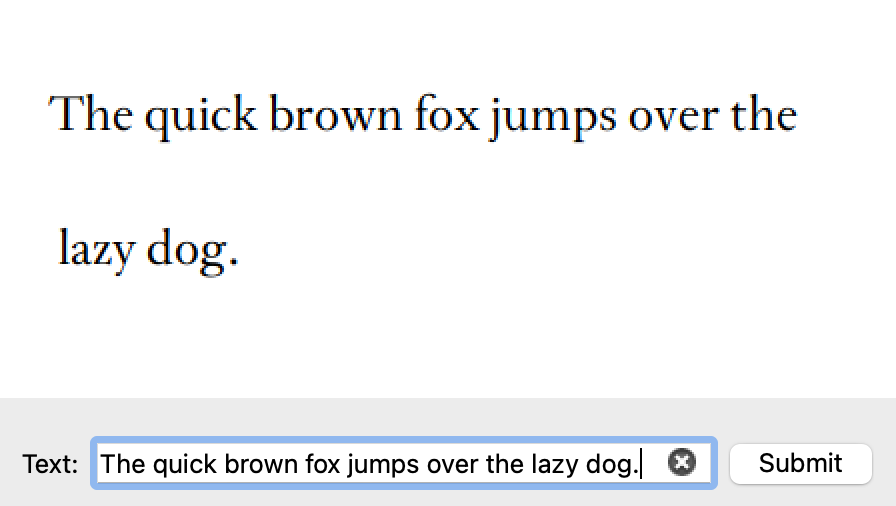 The quick brown fox jumps over the
lazy dog.
Text: The quick brown fox jumps over the lazy dog. Submit